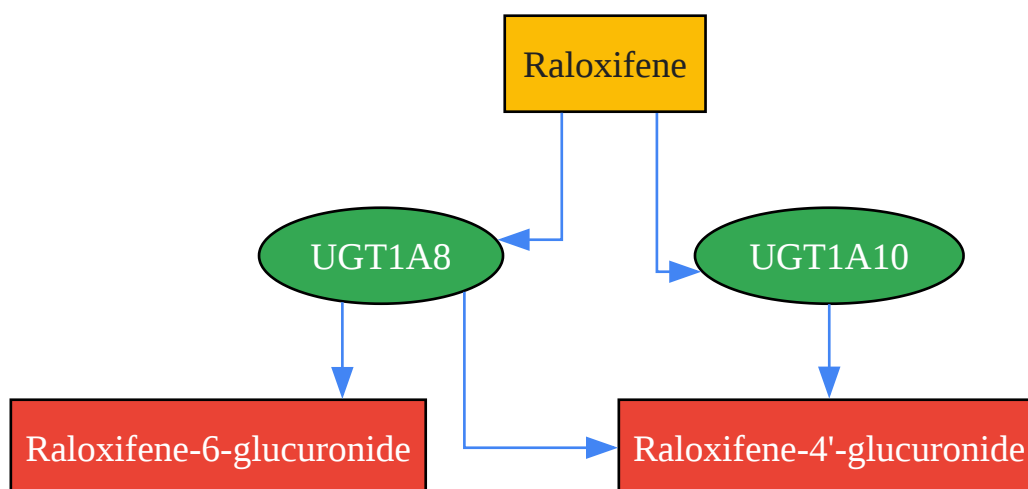 Raloxifene
UGT1A8
UGT1A10
Raloxifene-6-glucuronide
Raloxifene-4'-glucuronide